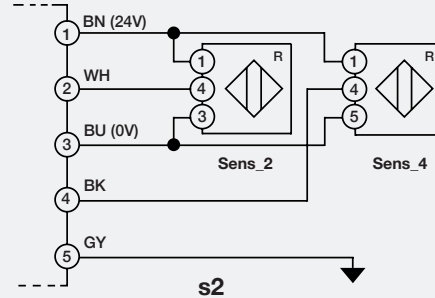 1 BN (24V)
2 WH
3 BU (0V)
4 BK
5 GY
R
1
4
3
Sens_2
R
1
4
5
Sens_4
s2